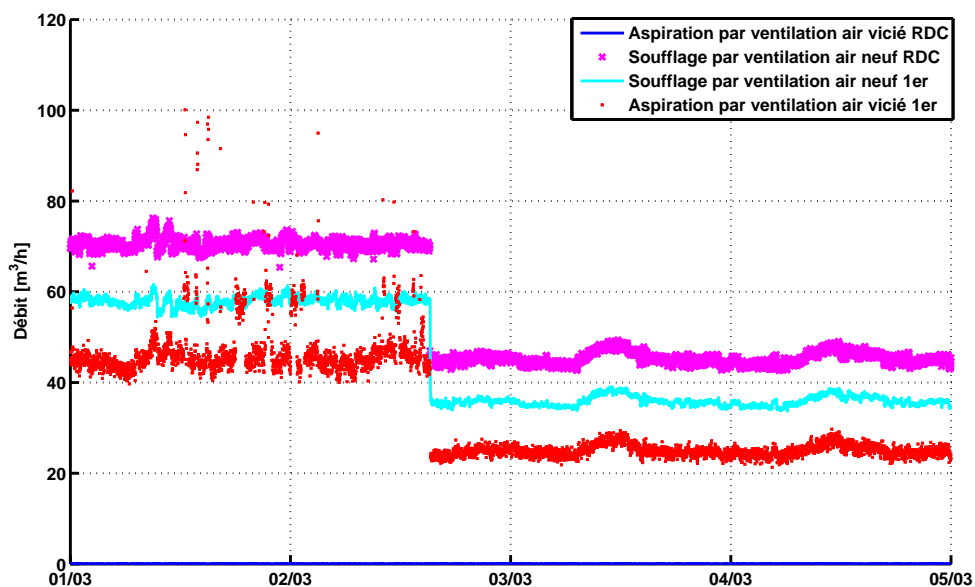 120
100
80
60
40
20
0
Débit [m³/h]
Aspiration par ventilation air vicié RDC
Soufflage par ventilation air neuf RDC
Soufflage par ventilation air neuf 1er
Aspiration par ventilation air vicié 1er
01/03 02/03 03/03 04/03 05/03